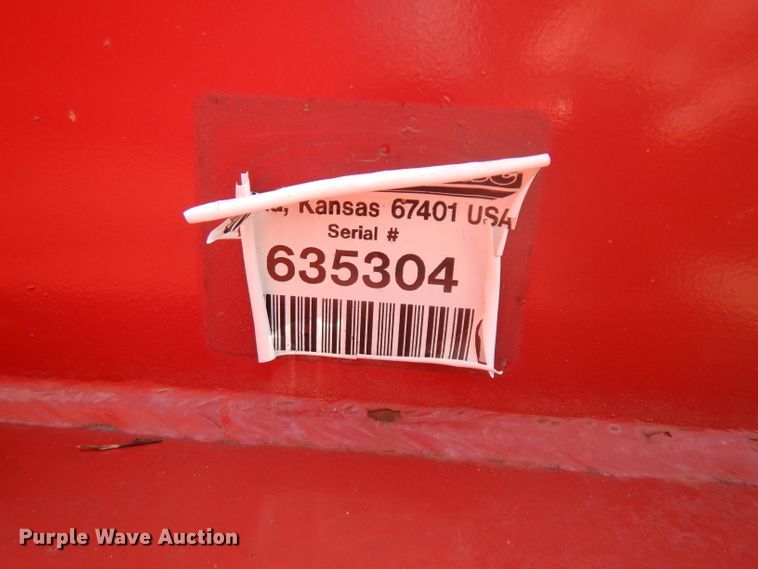 Kansas 67401 USA
Serial #
635304
Purple Wave Auction